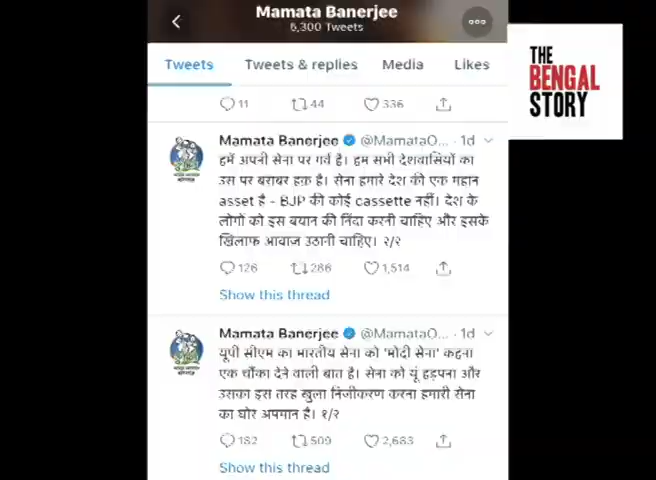 Mamata Banerjee
6,300 Tweets
Tweets
Tweets & replies
Media
Likes
11
44
336
THE
BENGAL
STORY
Mamata Banerjee @MamataO... · 1d
हमें अपनी सेना पर गर्व है। हम सभी देशवासियों का
उस पर बराबर हक़ है। सेना हमारे देश की एक महान
asset है - BJP की कोई cassette नहीं। देश के
लोगों को इस बयान की निंदा करनी चाहिए और इसके
खिलाफ आवाज उठानी चाहिए। २/२
126
286
1,514
Show this thread
Mamata Banerjee @MamataO... · 1d
यूपी सीएम का भारतीय सेना को 'मोदी सेना' कहना
एक चौंका देने वाली बात है। सेना को यूं हड़पना और
उसका इस तरह खुला निजीकरण करना हमारी सेना
का घोर अपमान है। १/२
182
509
2,683
Show this thread